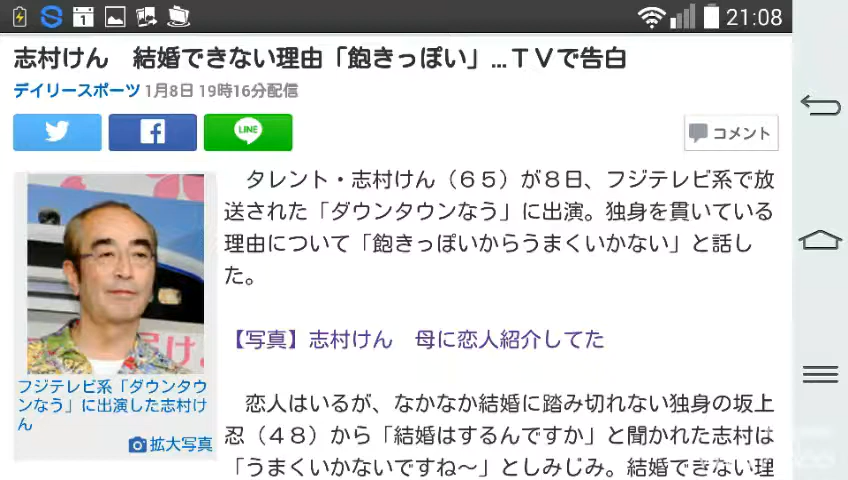 21:08
志村けん 結婚できない理由「飽きっぽい」…TVで告白
デイリースポーツ 1月8日 19時16分配信
LINE
コメント
タレント・志村けん（６５）が８日、フジテレビ系で放
送された「ダウンタウンなう」に出演。独身を貫いている
理由について「飽きっぽいからうまくいかない」と話し
た。
【写真】志村けん 母に恋人紹介してた
フジテレビ系「ダウンタウ
ンなう」に出演した志村け
ん
拡大写真
恋人はいるが、なかなか結婚に踏み切れない独身の坂上
忍（４８）から「結婚はするんですか」と聞かれた志村は
「うまくいかないですね～」としみじみ。結婚できない理